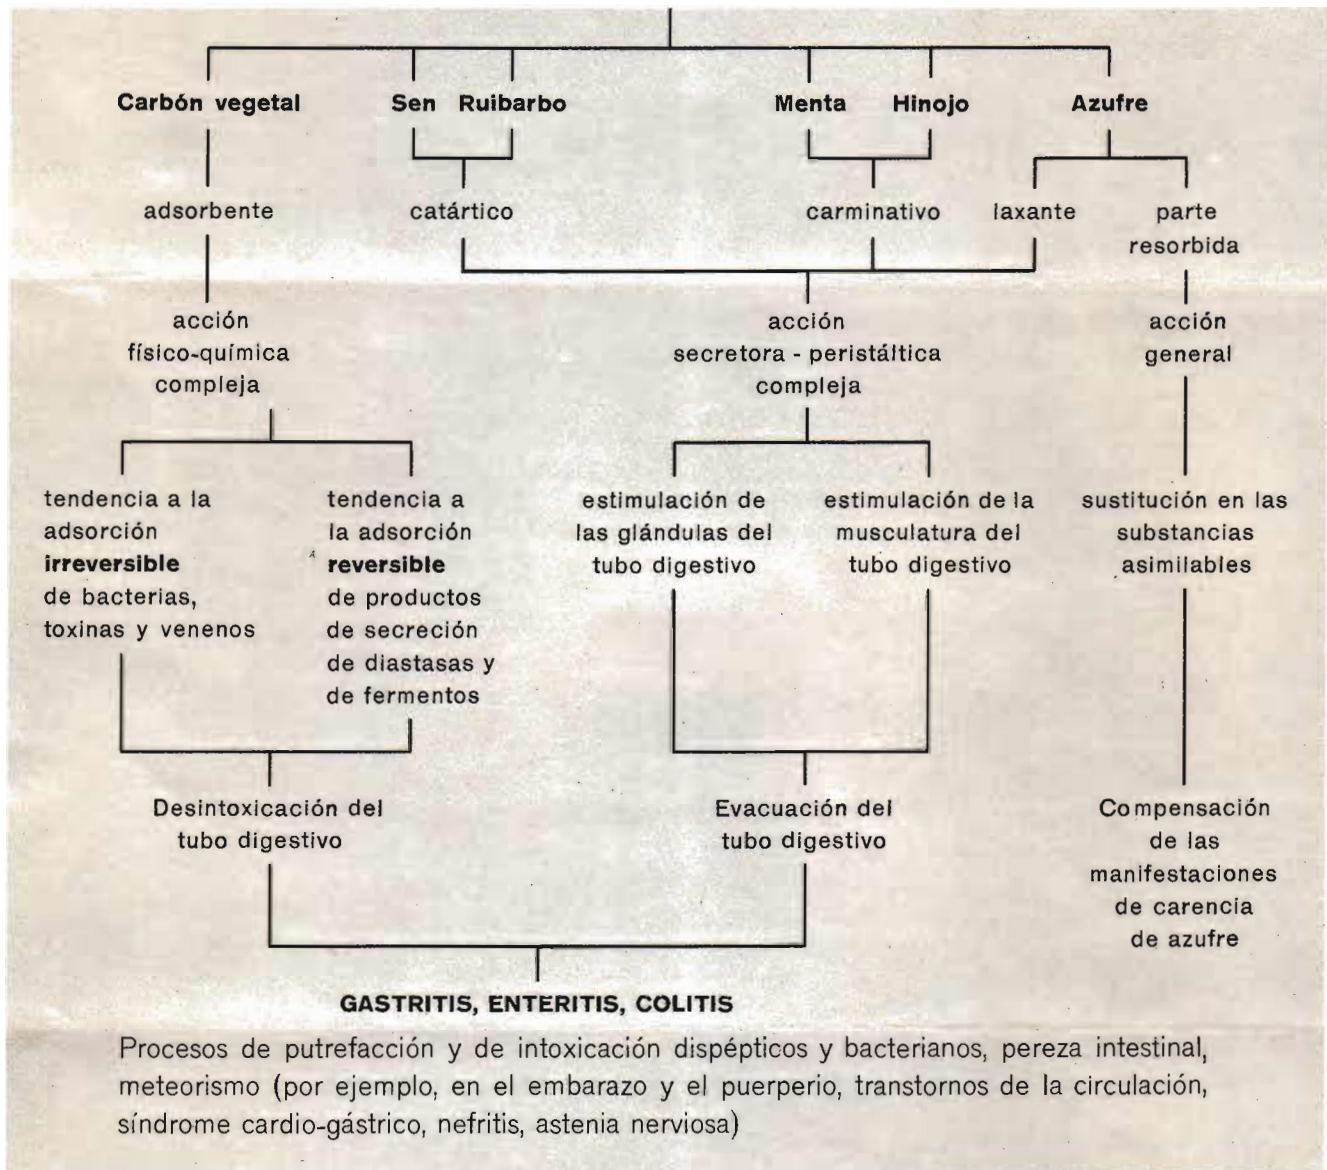 Carbón vegetal Sen Ruibarbo Menta Hinojo Azufre
adsorbente catártico carminativo laxante parte
resorbida
acción
físico-química
compleja
acción
secretora - peristáltica
compleja
acción
general
tendencia a la
adsorción
irreversible
de bacterias,
toxinas y venenos
tendencia a
la adsorción
reversible
de productos
de secreción
de diastasas y
de fermentos
estimulación de
las glándulas del
tubo digestivo
estimulación de la
musculatura del
tubo digestivo
sustitución en las
substancias
asimilables
Desintoxicación del
tubo digestivo
Evacuación del
tubo digestivo
Compensación
de las
manifestaciones
de carencia
de azufre
GASTRITIS, ENTERITIS, COLITIS
Procesos de putrefacción y de intoxicación dispépticos y bacterianos, pereza intestinal,
meteorismo (por ejemplo, en el embarazo y el puerperio, transtornos de la circulación,
síndrome cardio-gástrico, nefritis, astenia nerviosa)